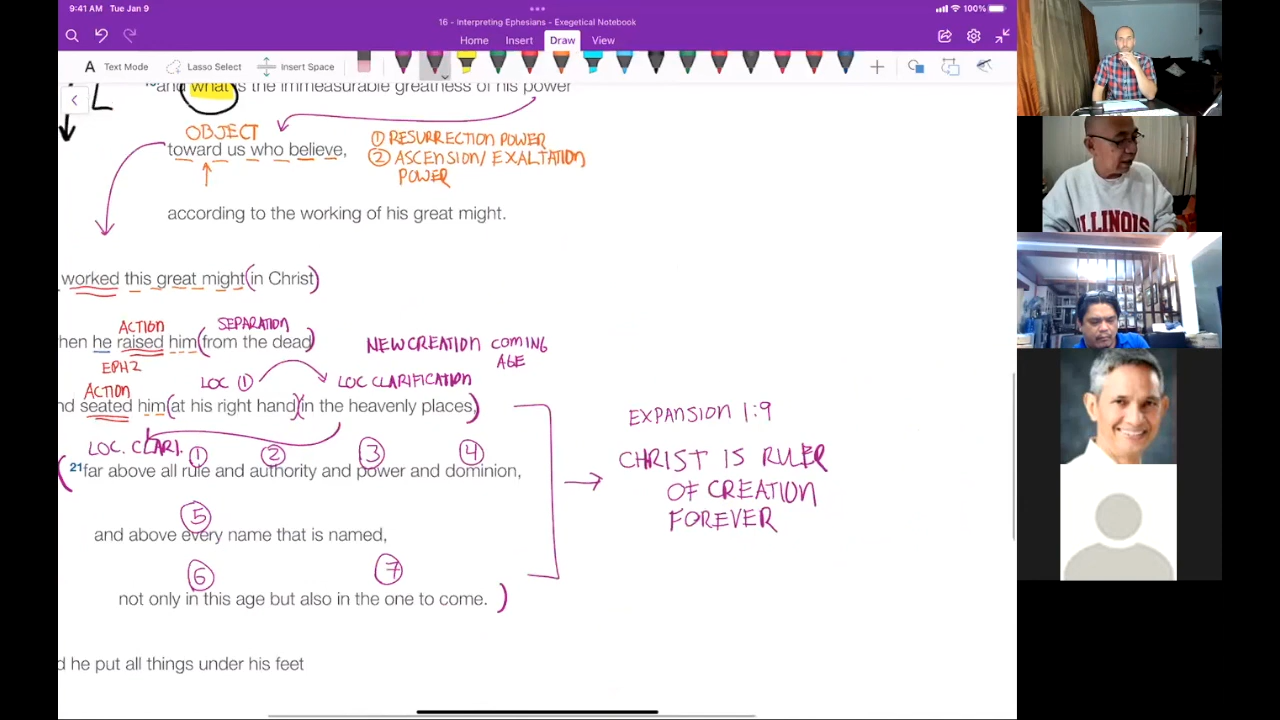 9:41 AM Tue Jan 9
100%
16 - Interpreting Ephesians - Exegetical Notebook
Home Insert Draw View
Text Mode Lasso Select Insert Space
and what is the immeasurable greatness of his power
OBJECT
toward us who believe,
① RESURRECTION POWER
② ASCENSION/ EXALTATION
POWER
according to the working of his great might.
worked this great might (in Christ)
ACTION SEPARATION
hen he raised him (from the dead)
NEW CREATION COMING
AGE
EPH 2
LOC ① LOC CLARIFICATION
ACTION
nd seated him (at his right hand) (in the heavenly places,)
EXPANSION 1:9
LOC. CLARI. ① ② ③ ④
(21 far above all rule and authority and power and dominion,
CHRIST IS RULER
OF CREATION
FOREVER
⑤
and above every name that is named,
⑥ ⑦
not only in this age but also in the one to come. )
d he put all things under his feet
ILLINOIS